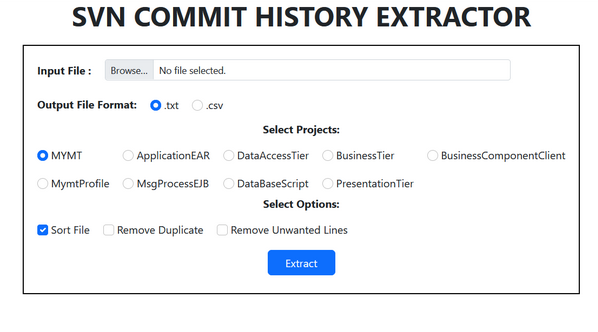 SVN COMMIT HISTORY EXTRACTOR
Input File : Browse... No file selected.
Output File Format: .txt .csv
Select Projects:
MYMT ApplicationEAR DataAccessTier BusinessTier BusinessComponentClient
MymtProfile MsgProcessEJB DataBaseScript PresentationTier
Select Options:
Sort File Remove Duplicate Remove Unwanted Lines
Extract